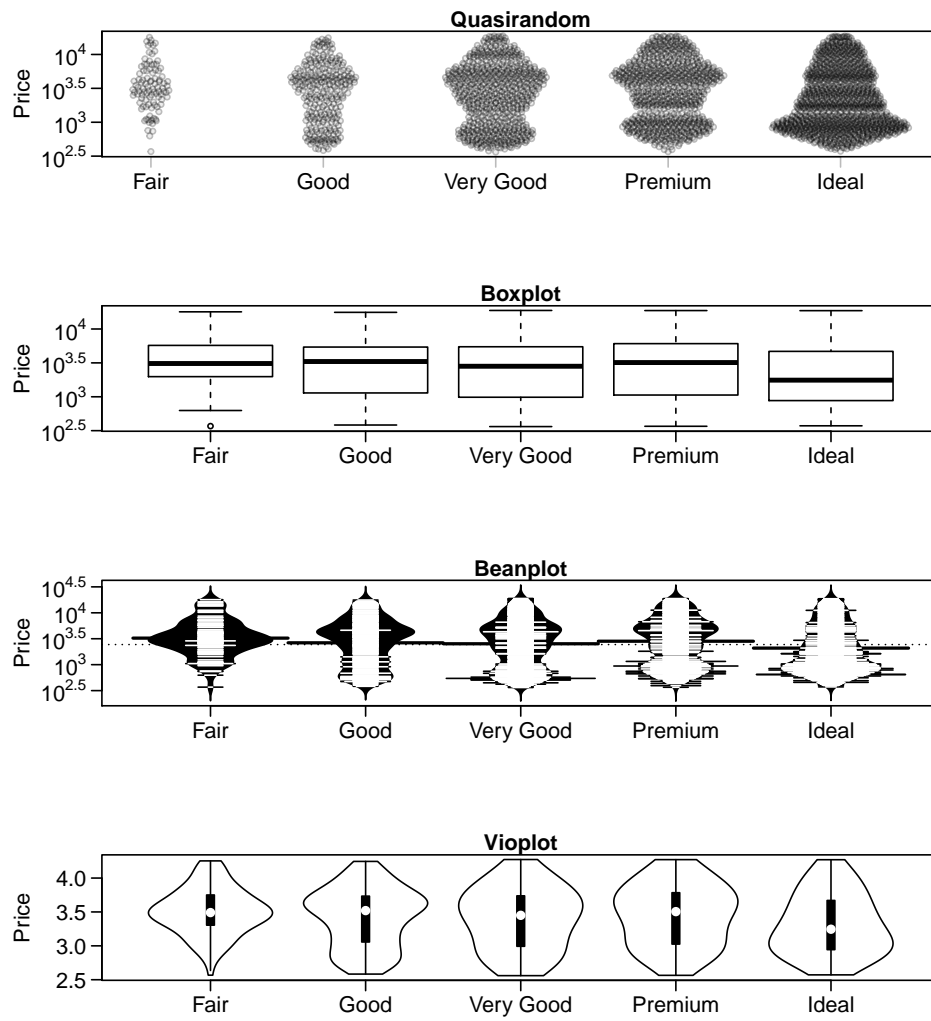 Quasirandom
Price
10^4
10^3.5
10^3
10^2.5
Fair Good Very Good Premium Ideal
Boxplot
Price
10^4
10^3.5
10^3
10^2.5
Fair Good Very Good Premium Ideal
Beanplot
Price
10^4.5
10^4
10^3.5
10^3
10^2.5
Fair Good Very Good Premium Ideal
Vioplot
Price
4.0
3.5
3.0
2.5
Fair Good Very Good Premium Ideal